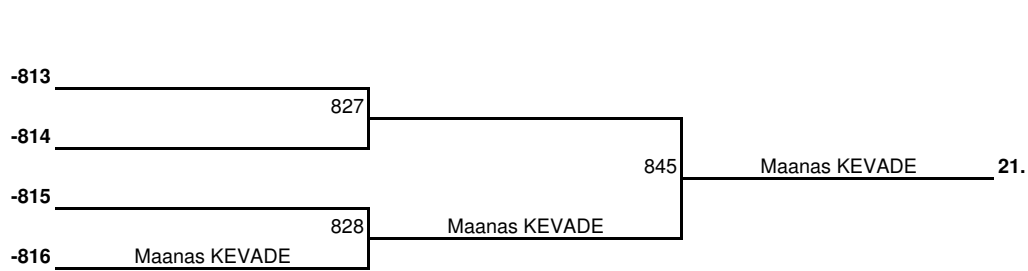 -813
827
-814
845 Maanas KEVADE 21.
-815
828 Maanas KEVADE
-816 Maanas KEVADE